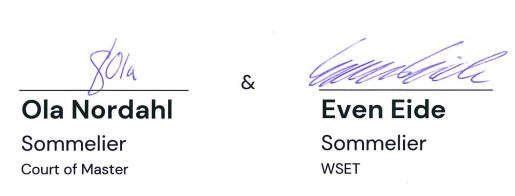 &
Ola Nordahl
Sommelier
Court of Master
Even Eide
Sommelier
WSET